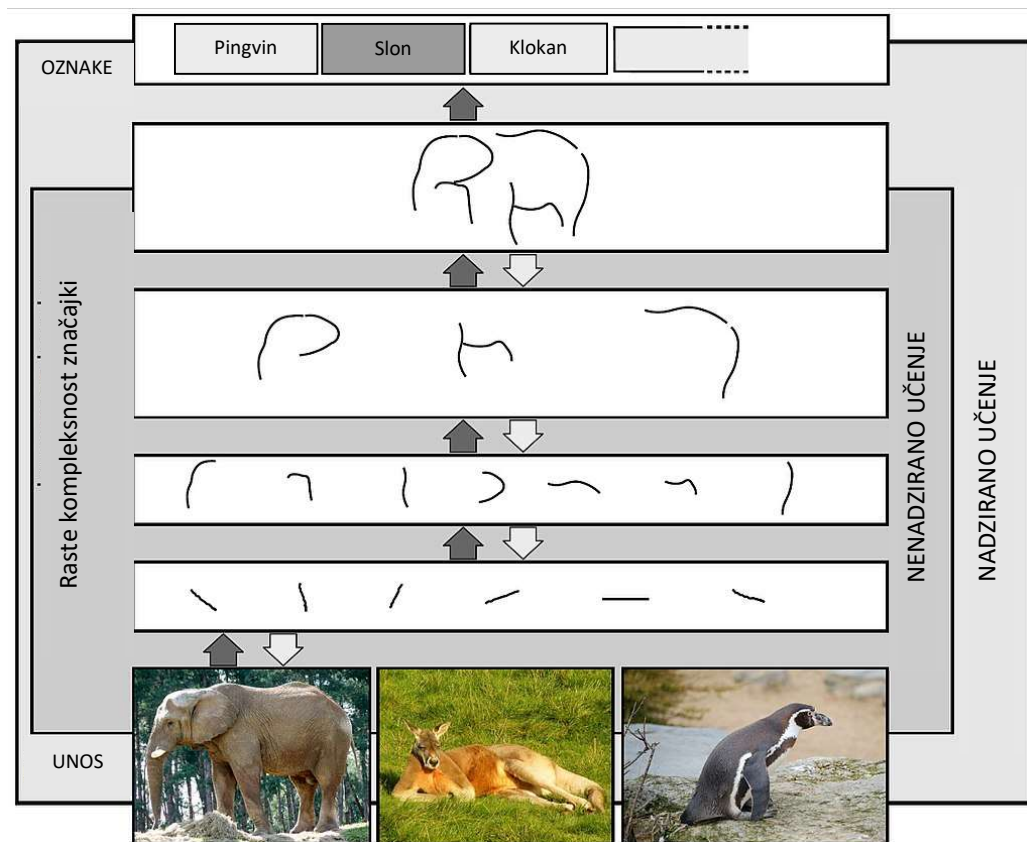 Pingvin
Slon
Klokan
OZNAKE
Raste kompleksnost značajki
NENADZIRANO UČENJE
NADZIRANO UČENJE
UNOS